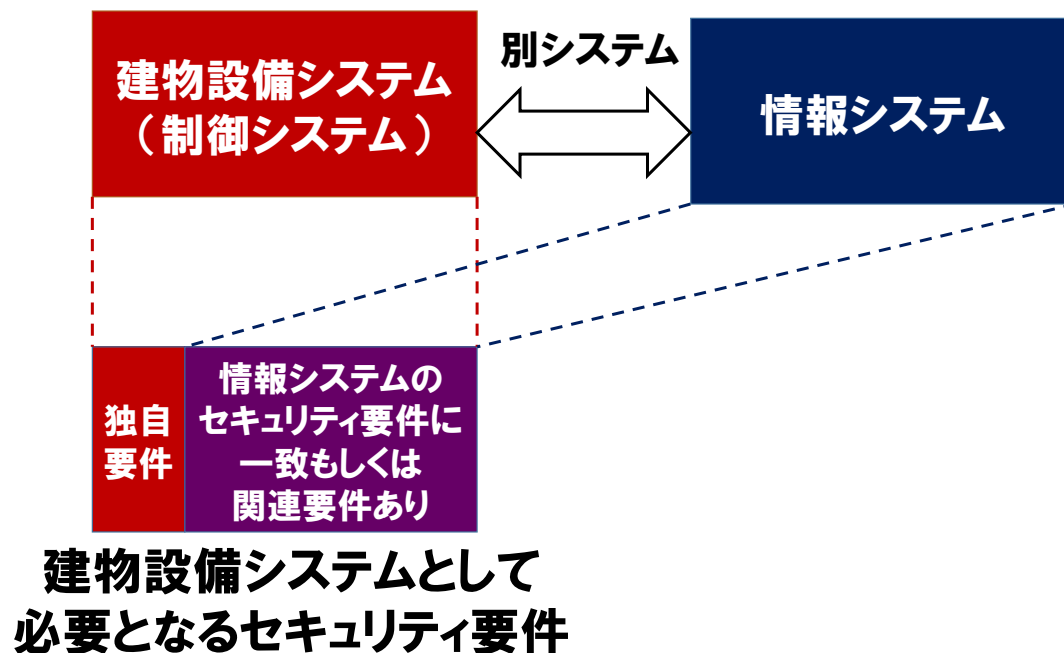 建物設備システム
(制御システム)
別システム
情報システム
独自
要件
情報システムの
セキュリティ要件に
一致もしくは
関連要件あり
建物設備システムとして
必要となるセキュリティ要件